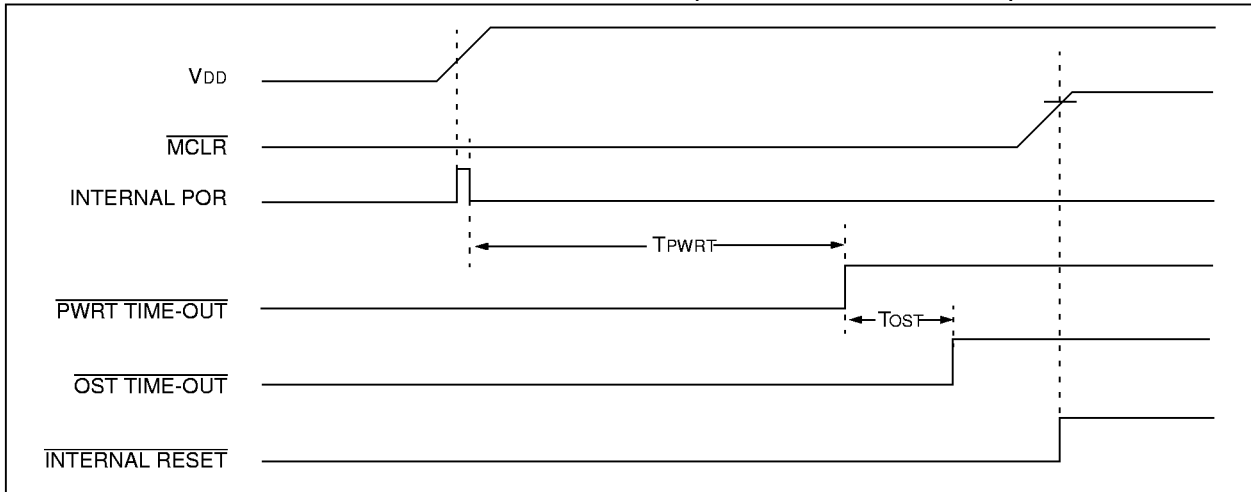 VDD
MCLR
INTERNAL POR
TPWRT
PWRT TIME-OUT
TOST
OST TIME-OUT
INTERNAL RESET